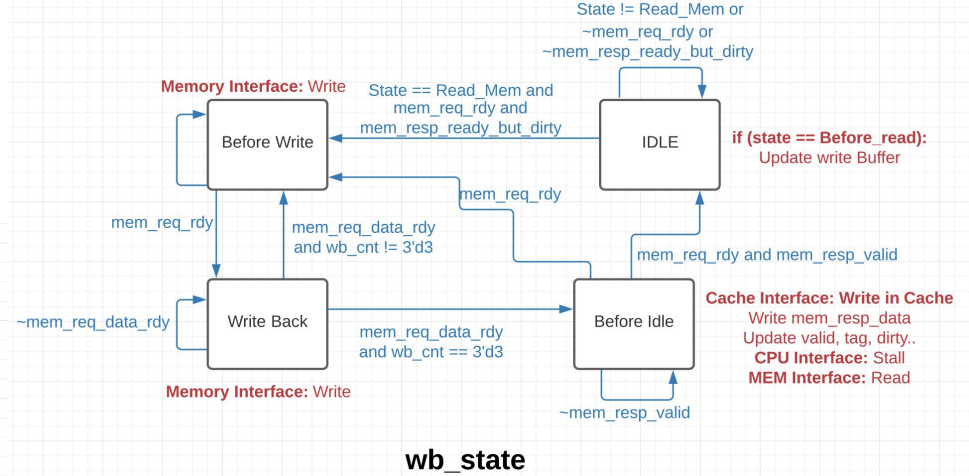 State != Read_Mem or
~mem_req_rdy or
~mem_resp_ready_but_dirty
Memory Interface: Write
State == Read_Mem and
mem_req_rdy and
mem_resp_ready_but_dirty
Before Write
IDLE
if (state == Before_read):
Update write Buffer
mem_req_rdy
mem_req_rdy
mem_req_data_rdy
and wb_cnt != 3'd3
mem_req_rdy and mem_resp_valid
~mem_req_data_rdy
Write Back
mem_req_data_rdy
and wb_cnt == 3'd3
Before Idle
Cache Interface: Write in Cache
Write mem_resp_data
Update valid, tag, dirty..
CPU Interface: Stall
MEM Interface: Read
Memory Interface: Write
~mem_resp_valid
wb_state